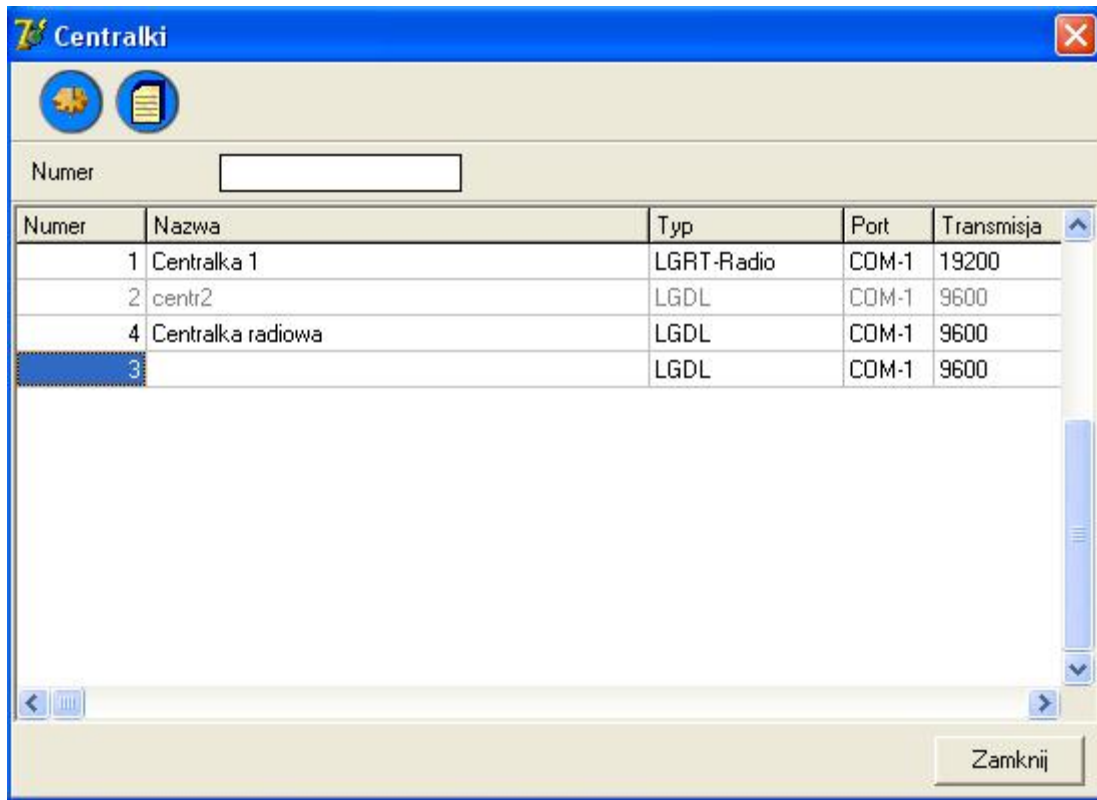 Centralki
Numer
Numer Nazwa Typ Port Transmisja
1 Centralka 1 LGRT-Radio COM-1 19200
2 centr2 LGDL COM-1 9600
4 Centralka radiowa LGDL COM-1 9600
3 LGDL COM-1 9600
Zamknij